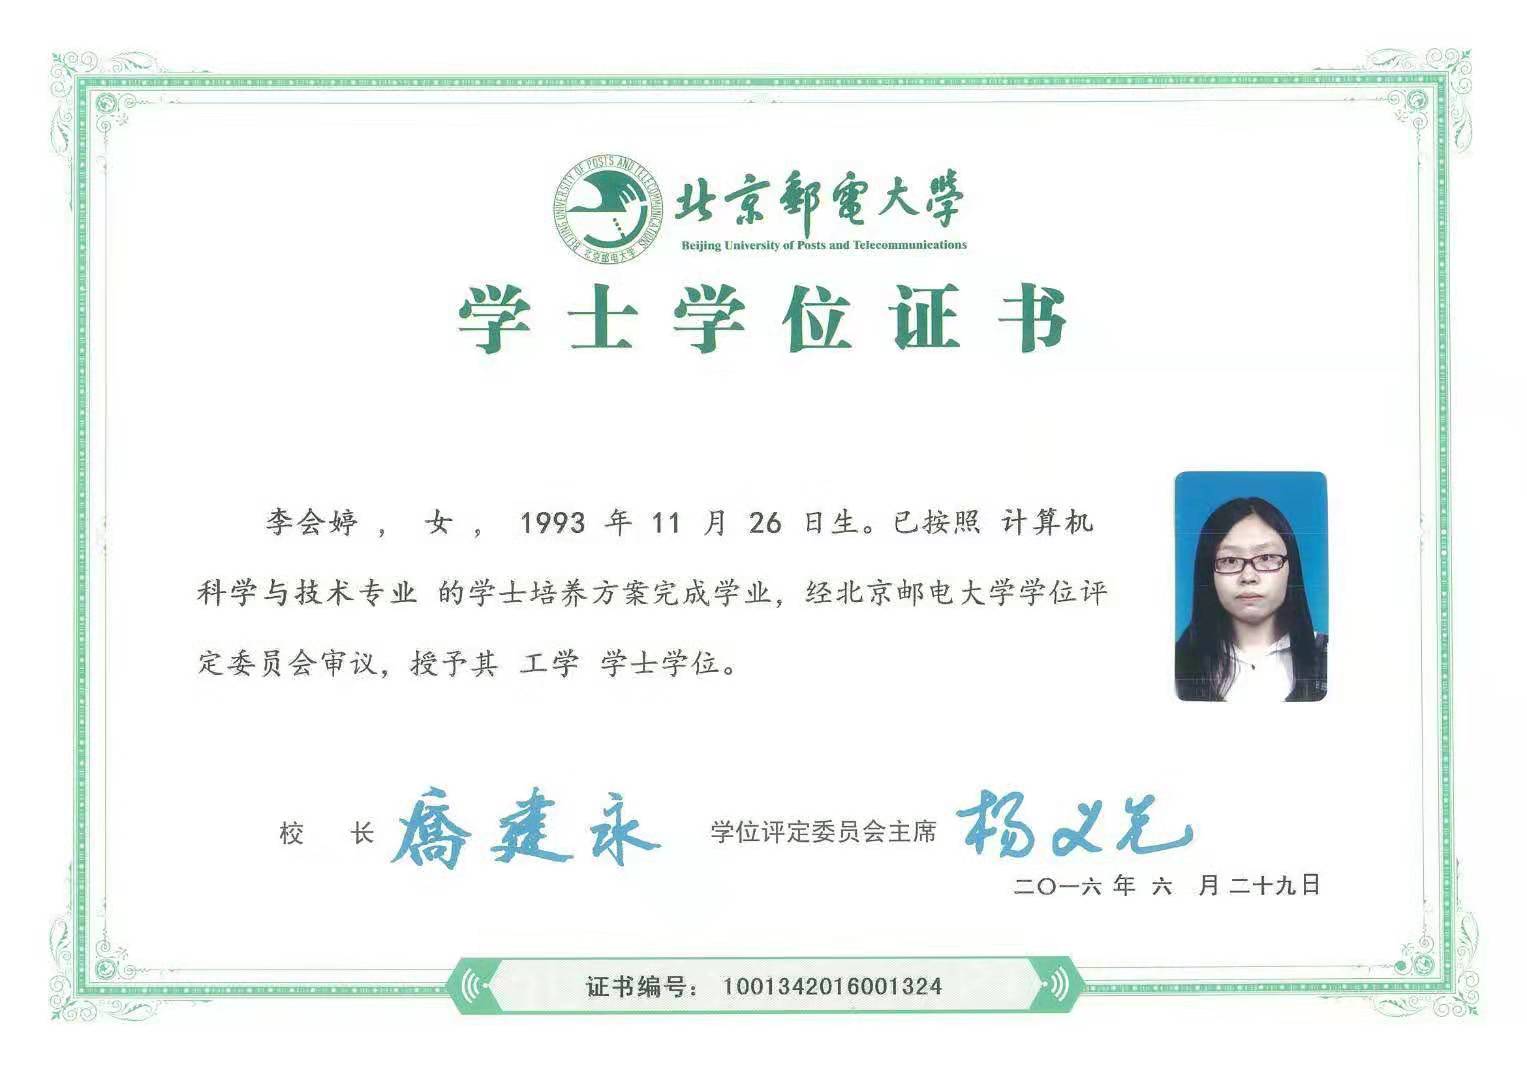 BEIJING UNIVERSITY OF POSTS AND TELECOMMUNICATIONS
北京邮电大学
北京郵電大學
Beijing University of Posts and Telecommunications
学士学位证书
李会婷 , 女 , 1993 年 11 月 26 日生。已按照 计算机
科学与技术专业 的学士培养方案完成学业，经北京邮电大学学位评
定委员会审议，授予其 工学 学士学位。
校 长 喬建永 学位评定委员会主席 杨义先
二〇一六 年 六 月 二十九日
证书编号： 1001342016001324